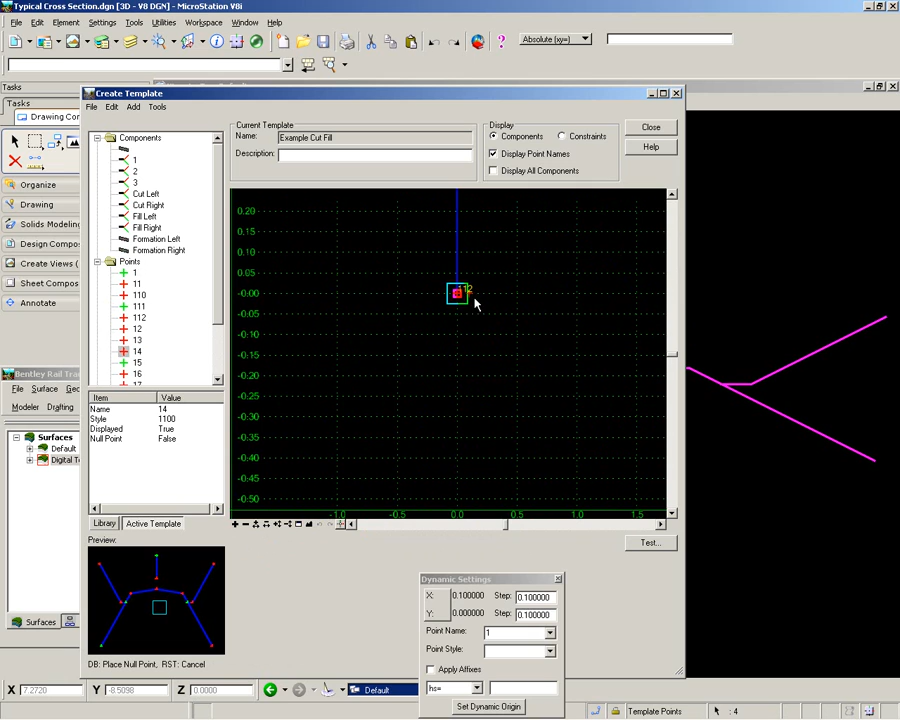 Typical Cross Section.dgn [3D - V8 DGN] - MicroStation V8i
File Edit Element Settings Tools Utilities Workspace Window Help
Absolute (xy=)
Tasks
Tasks
Drawing Cor
Organize
Drawing
Solids Modeling
Design Compos
Create Views (
Sheet Compos
Annotate
Bentley Rail Tra
File Surface Ge
Modeler Drafting
Surfaces
Default
Digital Te
Surfaces
Create Template
File Edit Add Tools
Components
1
2
3
Cut Left
Cut Right
Fill Left
Fill Right
Formation Left
Formation Right
Points
1
11
110
111
112
12
13
14
15
16
17
Item Value
Name 14
Style 1100
Displayed True
Null Point False
Library Active Template
Preview:
DB: Place Null Point, RST: Cancel
Current Template
Name: Example Cut Fill
Description:
Display
Components Constraints
Display Point Names
Display All Components
Close
Help
0.20
0.15
0.10
0.05
-0.00
-0.05
-0.10
-0.15
-0.20
-0.25
-0.30
-0.35
-0.40
-0.45
-0.50
-1.0 -0.5 0.0 0.5 1.0 1.5
112
Test...
Dynamic Settings
X: 0.100000 Step: 0.100000
Y: 0.000000 Step: 0.100000
Point Name: 1
Point Style:
Apply Affixes
hs=
Set Dynamic Origin
X 7.2720 Y -8.5098 Z 0.0000 Default Template Points : 4